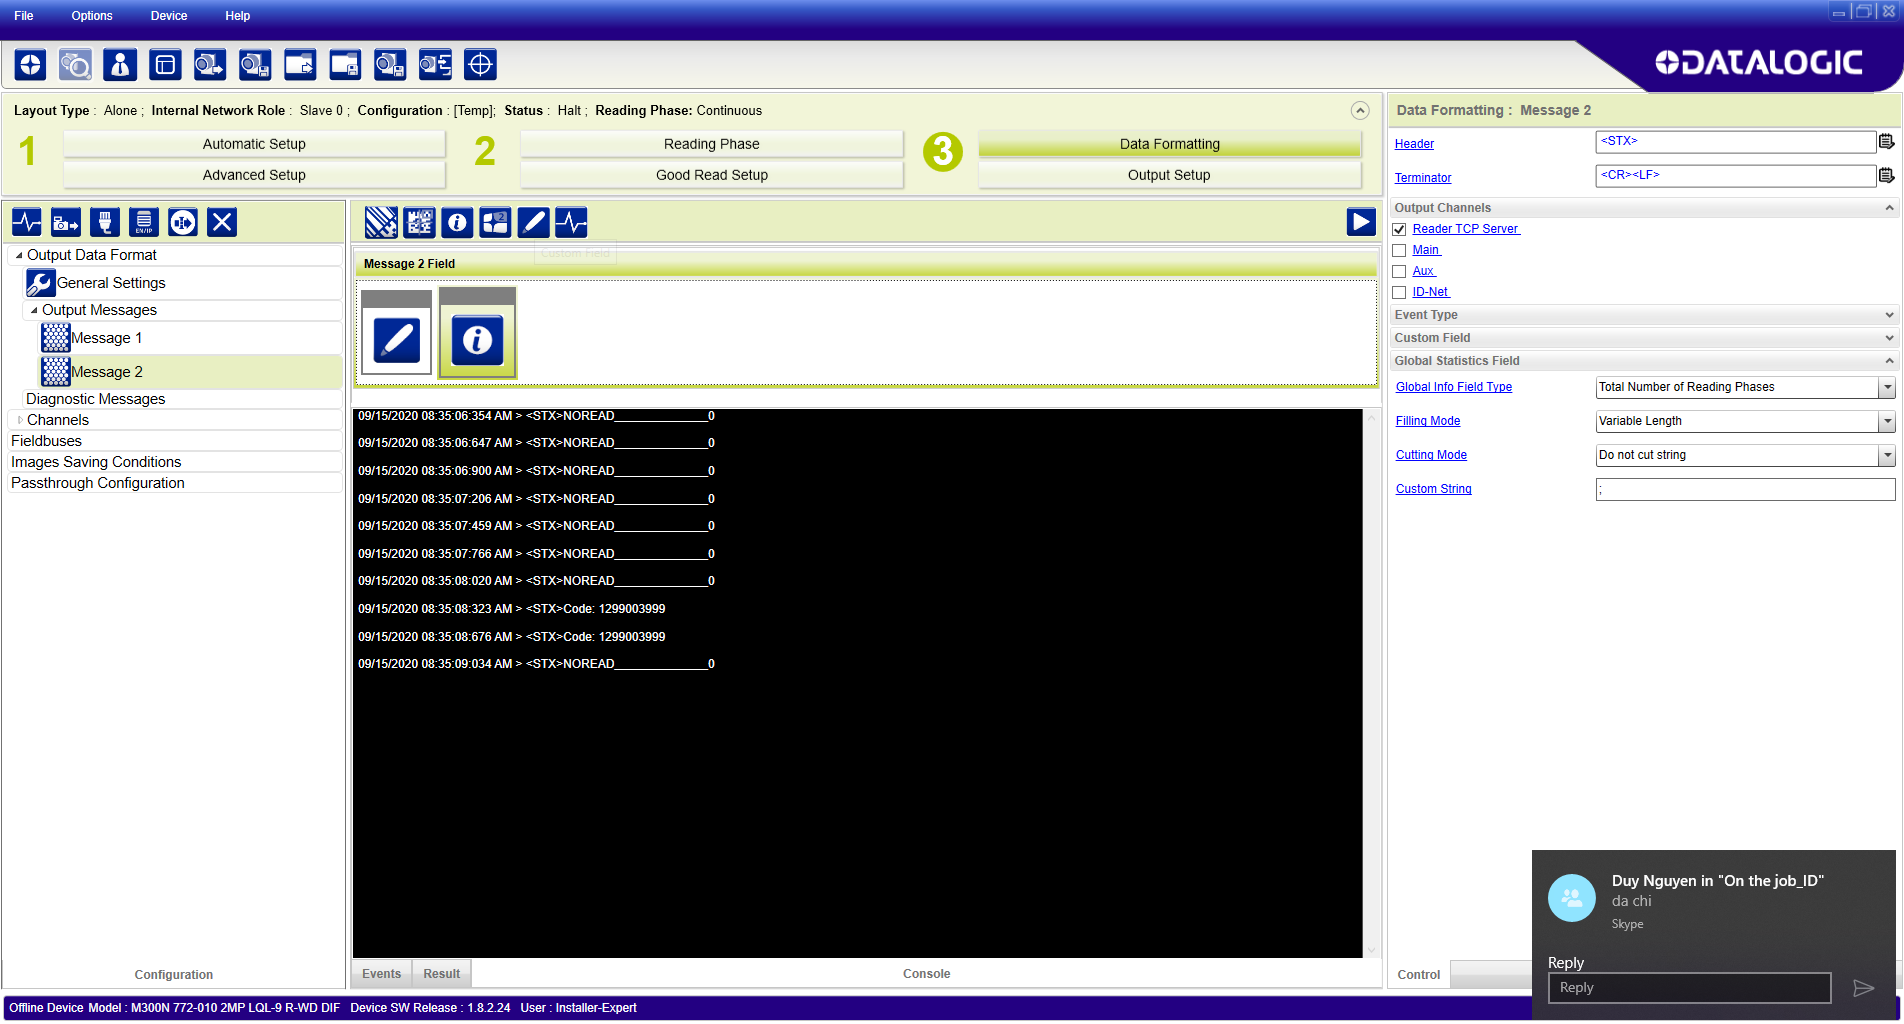 File Options Device Help
DATALOGIC
Layout Type : Alone ; Internal Network Role : Slave 0 ; Configuration : [Temp]; Status : Halt ; Reading Phase: Continuous
1 Automatic Setup 2 Reading Phase 3 Data Formatting
Advanced Setup Good Read Setup Output Setup
EN/IP
Output Data Format
General Settings
Output Messages
Message 1
Message 2
Diagnostic Messages
Channels
Fieldbuses
Images Saving Conditions
Passthrough Configuration
Configuration
Custom Field
Message 2 Field
09/15/2020 08:35:06:354 AM > <STX>NOREAD______________0
09/15/2020 08:35:06:647 AM > <STX>NOREAD______________0
09/15/2020 08:35:06:900 AM > <STX>NOREAD______________0
09/15/2020 08:35:07:206 AM > <STX>NOREAD______________0
09/15/2020 08:35:07:459 AM > <STX>NOREAD______________0
09/15/2020 08:35:07:766 AM > <STX>NOREAD______________0
09/15/2020 08:35:08:020 AM > <STX>NOREAD______________0
09/15/2020 08:35:08:323 AM > <STX>Code: 1299003999
09/15/2020 08:35:08:676 AM > <STX>Code: 1299003999
09/15/2020 08:35:09:034 AM > <STX>NOREAD______________0
Events Result Console
Data Formatting : Message 2
Header <STX>
Terminator <CR><LF>
Output Channels
Reader TCP Server
Main
Aux
ID-Net
Event Type
Custom Field
Global Statistics Field
Global Info Field Type Total Number of Reading Phases
Filling Mode Variable Length
Cutting Mode Do not cut string
Custom String ;
Control
Duy Nguyen in "On the job_ID"
da chi
Skype
Reply
Reply
Offline Device Model : M300N 772-010 2MP LQL-9 R-WD DIF Device SW Release : 1.8.2.24 User : Installer-Expert